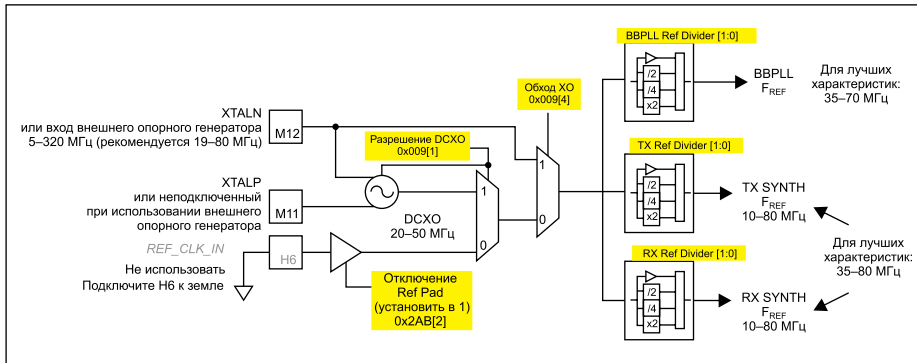 BBPLL Ref Divider [1:0]
/2
/4
x2
BBPLL
FREF
Для лучших
характеристик:
35–70 МГц
Обход XO
0x009[4]
XTALN
или вход внешнего опорного генератора
5–320 МГц (рекомендуется 19–80 МГц)
M12
Разрешение DCXO
0x009[1]
1
TX Ref Divider [1:0]
/2
/4
x2
TX SYNTH
FREF
10–80 МГц
XTALP
или неподключенный
при использовании внешнего
опорного генератора
M11
1
DCXO
20–50 МГц
0
0
REF_CLK_IN
H6
Не использовать
Подключите H6 к земле
Отключение
Ref Pad
(установить в 1)
0x2AB[2]
Для лучших
характеристик:
35–80 МГц
RX Ref Divider [1:0]
/2
/4
x2
RX SYNTH
FREF
10–80 МГц